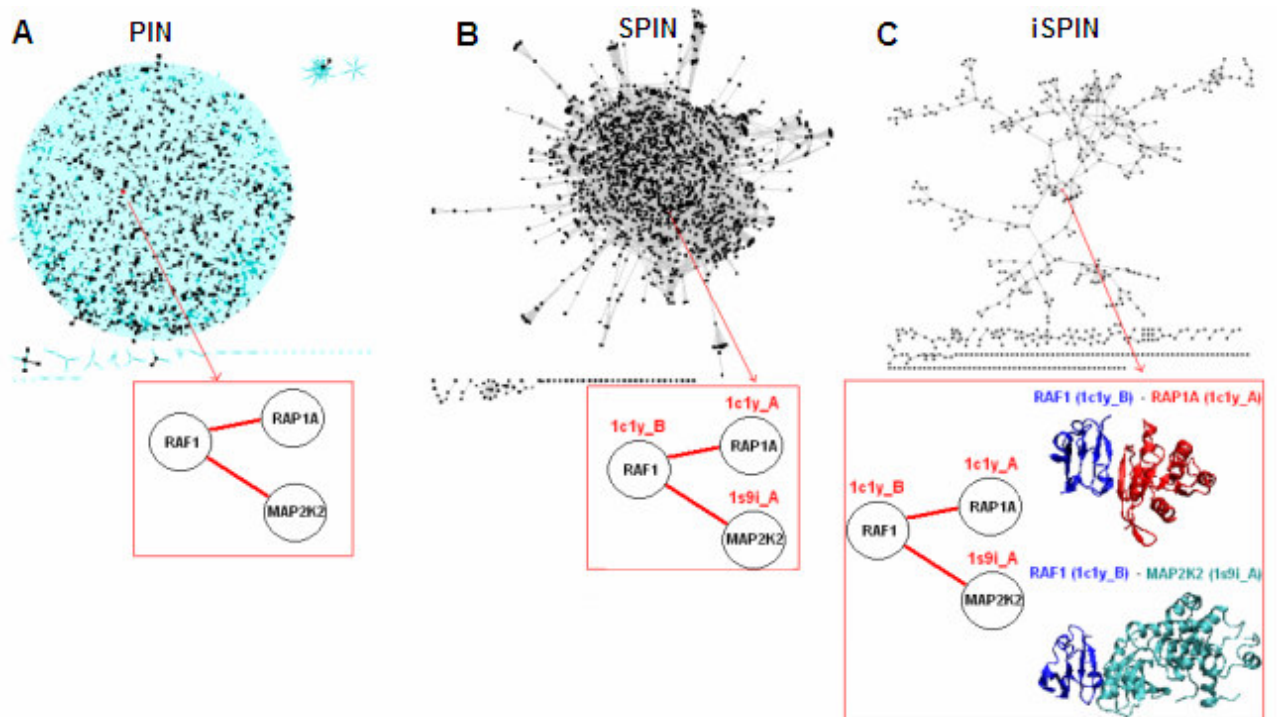 A
PIN
B
SPIN
C
iSPIN
RAF1
RAP1A
MAP2K2
1c1y_A
1c1y_B
RAF1
RAP1A
1s9i_A
MAP2K2
RAF1 (1c1y_B) - RAP1A (1c1y_A)
1c1y_A
1c1y_B
RAF1
RAP1A
1s9i_A
MAP2K2
RAF1 (1c1y_B) - MAP2K2 (1s9i_A)